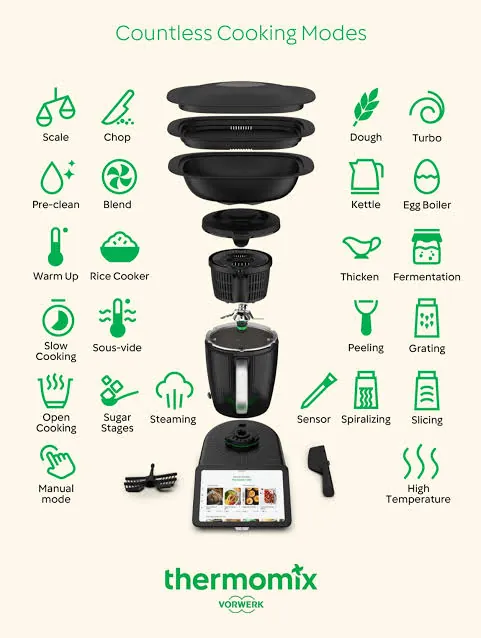 Countless Cooking Modes
Scale
Chop
Dough
Turbo
Pre-clean
Blend
Kettle
Egg Boiler
Warm Up
Rice Cooker
Thicken
Fermentation
Slow
Cooking
Sous-vide
Peeling
Grating
Open
Cooking
Sugar
Stages
Steaming
Sensor
Spiralizing
Slicing
Manual
mode
High
Temperature
thermomix
VORWERK